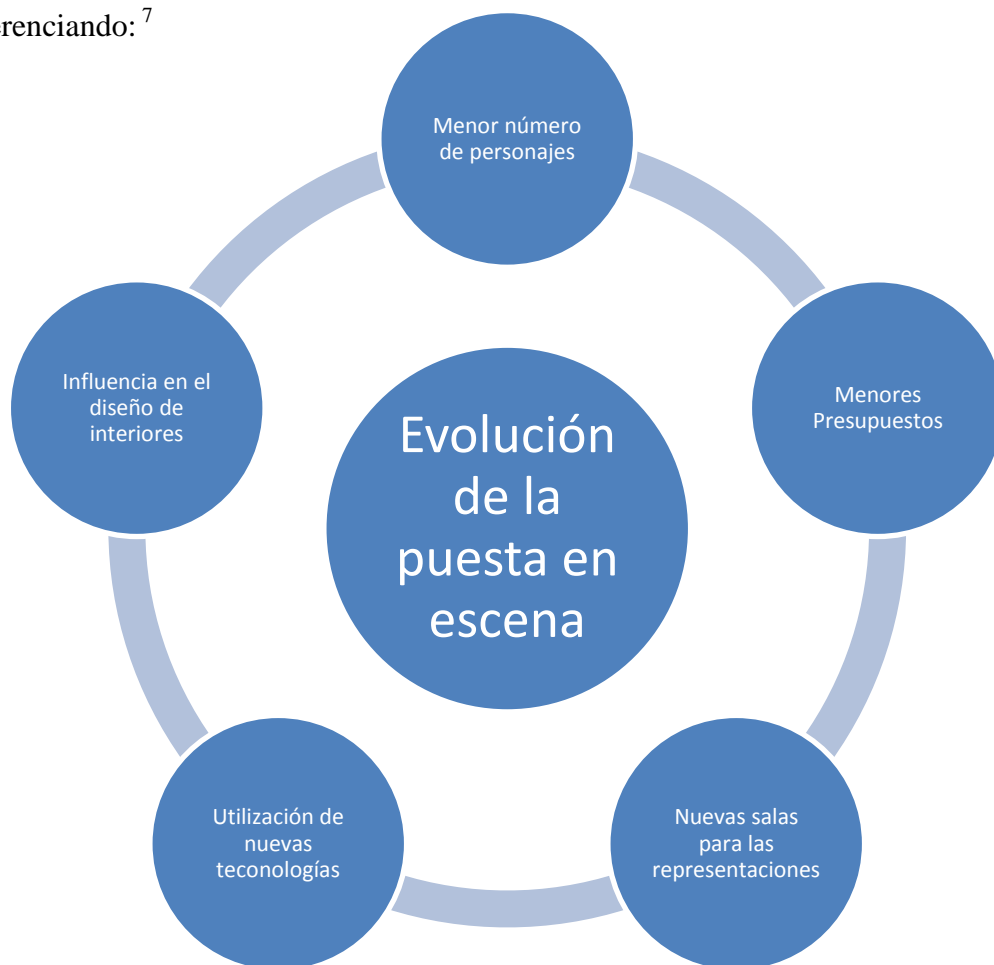 erenciando: 7
Menor número
de personajes
Menores
Presupuestos
Nuevas salas
para las
representaciones
Utilización de
nuevas
teconologías
Influencia en el
diseño de
interiores
Evolución
de la
puesta en
escena